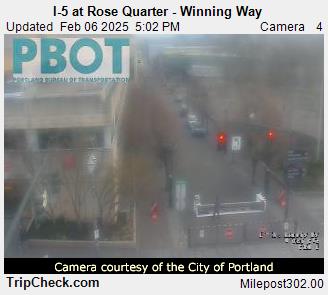 I-5 at Rose Quarter - Winning Way
Updated Feb 06 2025 5:02 PM Camera 4
PBOT
PORTLAND BUREAU OF TRANSPORTATION
Camera courtesy of the City of Portland
TripCheck.com Milepost302.00